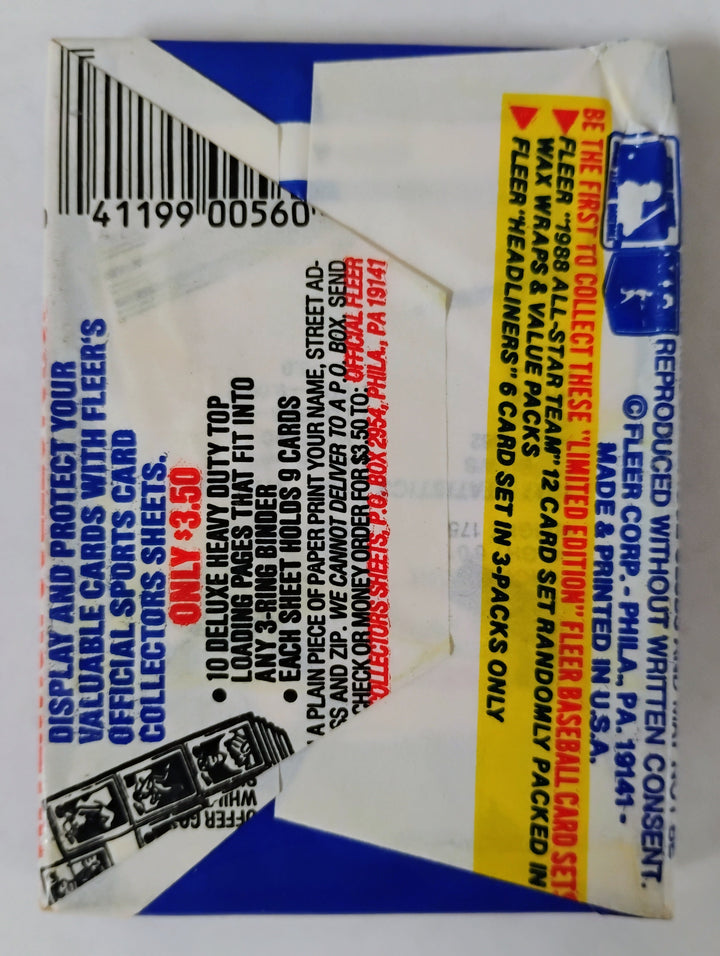 41199 00560
DISPLAY AND PROTECT YOUR
VALUABLE CARDS WITH FLEER'S
OFFICIAL SPORTS CARD
COLLECTORS SHEETS.
ONLY $3.50
• 10 DELUXE HEAVY DUTY TOP
LOADING PAGES THAT FIT INTO
ANY 3-RING BINDER
• EACH SHEET HOLDS 9 CARDS
A PLAIN PIECE OF PAPER PRINT YOUR NAME, STREET AD-
SS AND ZIP. WE CANNOT DELIVER TO A P.O. BOX. SEND
CHECK OR MONEY ORDER FOR $3.50 TO: OFFICIAL FLEER
COLLECTORS SHEETS, P.O. BOX 2954, PHILA., PA 19141
OFFER GO
WHIL
BE THE FIRST TO COLLECT THESE "LIMITED EDITION" FLEER BASEBALL CARD SETS
FLEER "1988 ALL-STAR TEAM" 12 CARD SET RANDOMLY PACKED IN
WAX WRAPS & VALUE PACKS
FLEER "HEADLINERS" 6 CARD SET IN 3-PACKS ONLY
REPRODUCED WITHOUT WRITTEN CONSENT.
© FLEER CORP. - PHILA., PA. 19141 -
MADE & PRINTED IN U.S.A.